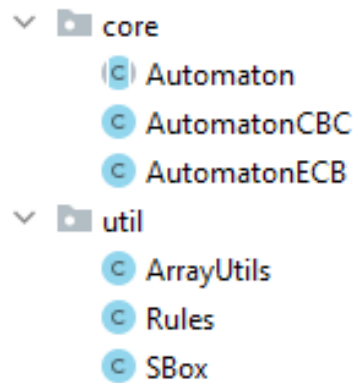 core
C Automaton
C AutomatonCBC
C AutomatonECB
util
C ArrayUtils
C Rules
C SBox